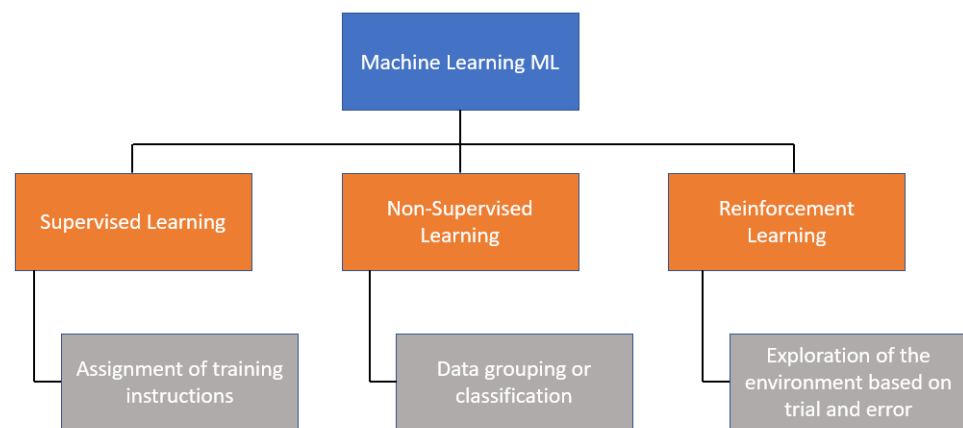 Machine Learning ML
Supervised Learning
Non-Supervised
Learning
Reinforcement
Learning
Assignment of training
instructions
Data grouping or
classification
Exploration of the
environment based on
trial and error